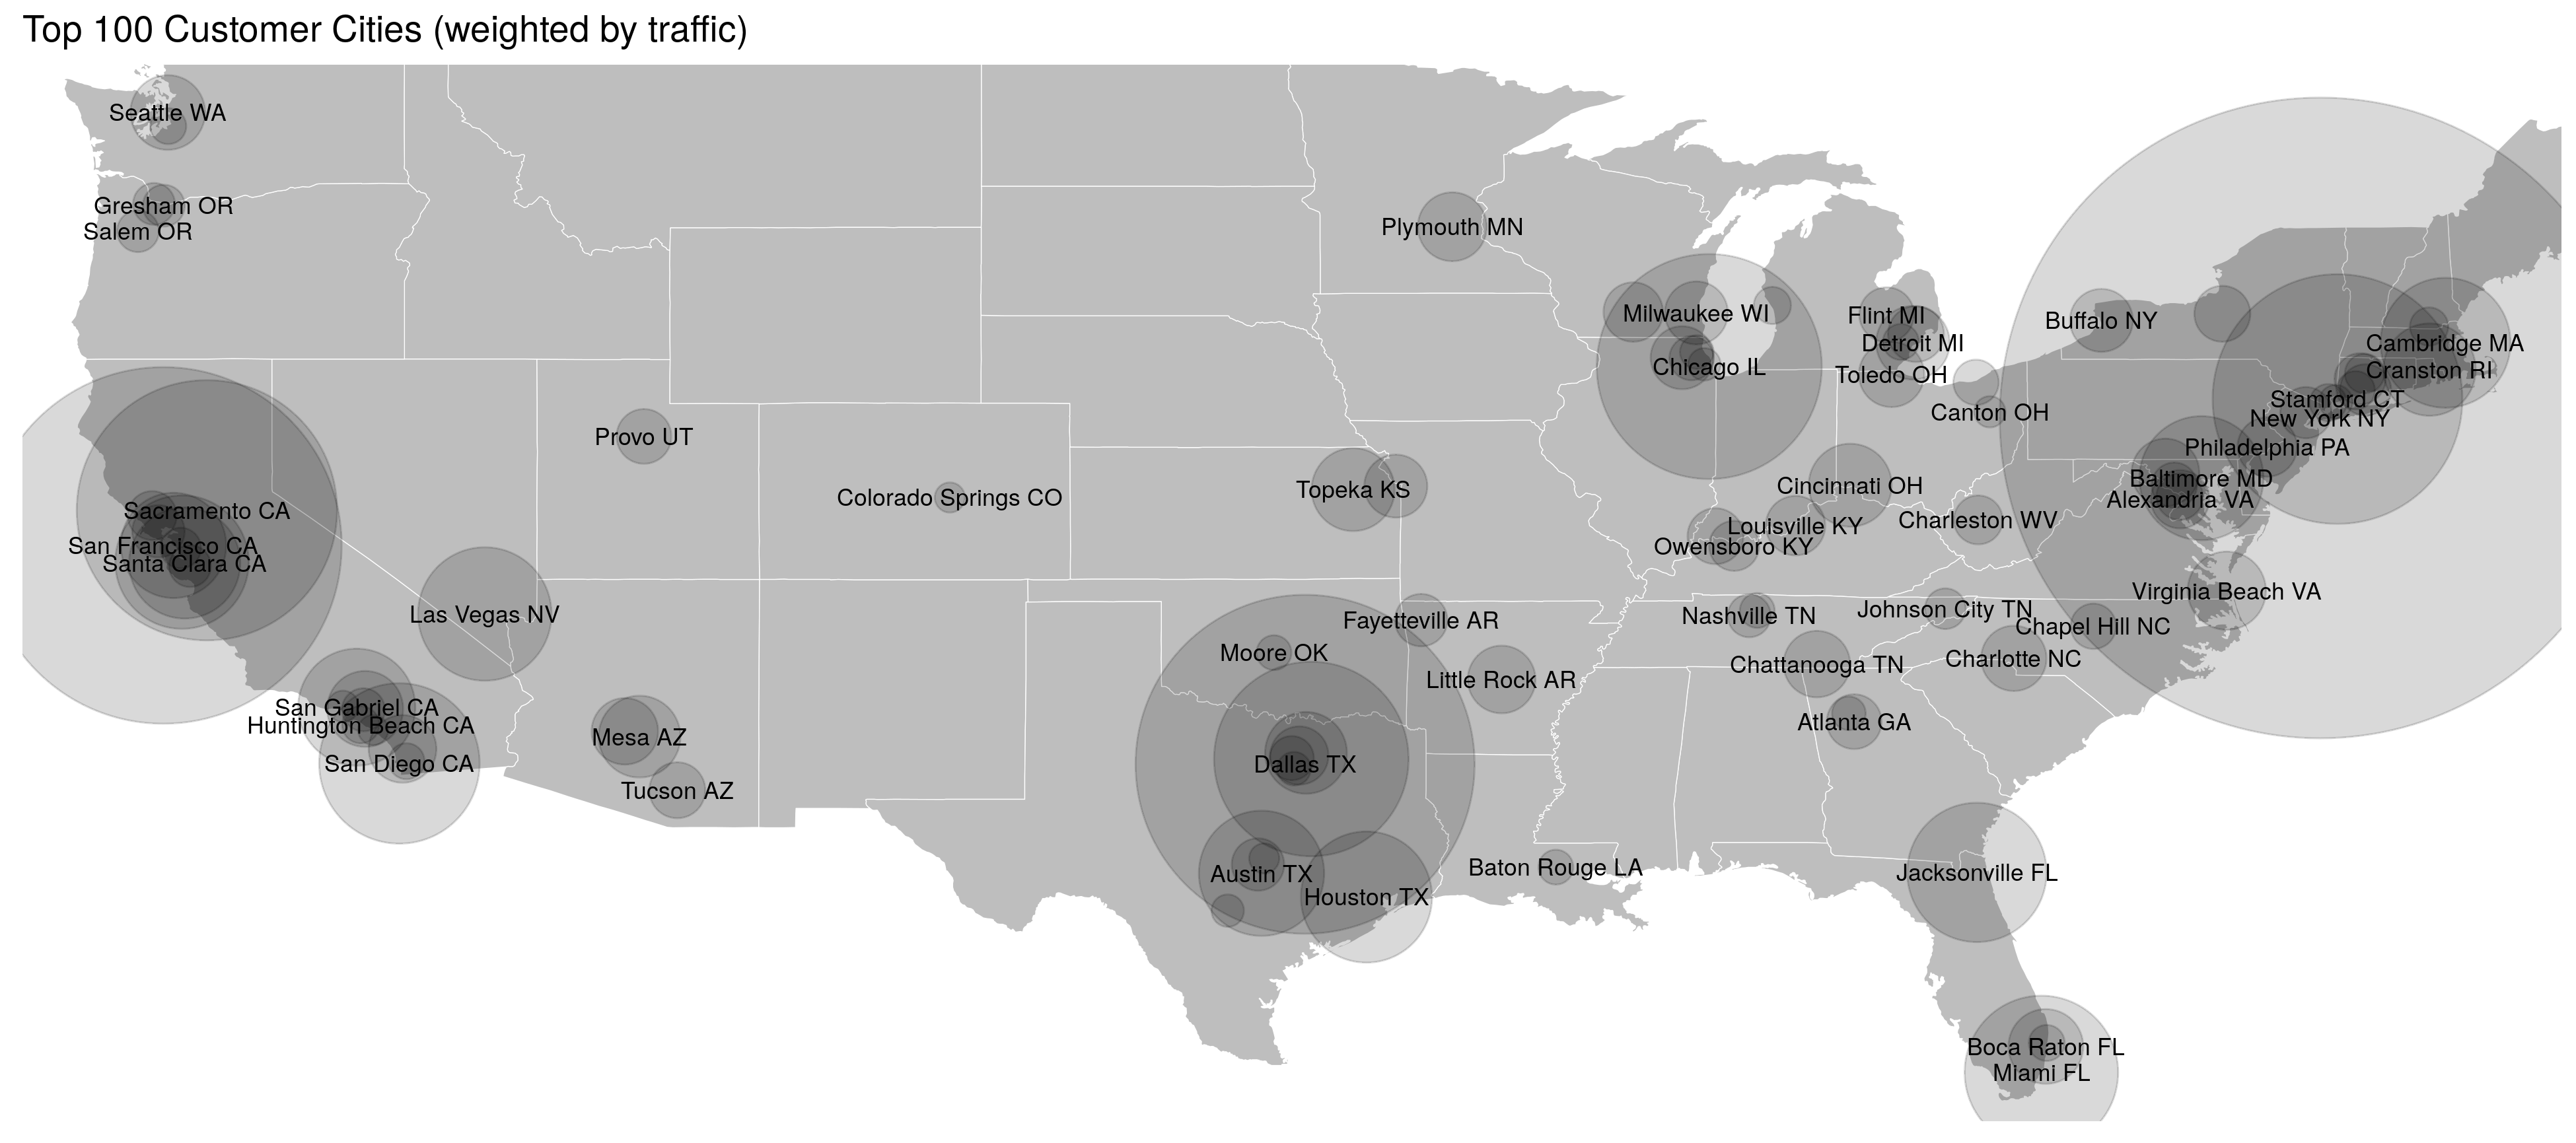 Top 100 Customer Cities (weighted by traffic)
Seattle WA
Gresham OR
Salem OR
Plymouth MN
Milwaukee WI
Flint MI
Buffalo NY
Detroit MI
Cambridge MA
Chicago IL
Toledo OH
Cranston RI
Stamford CT
Canton OH
New York NY
Provo UT
Philadelphia PA
Baltimore MD
Cincinnati OH
Topeka KS
Colorado Springs CO
Alexandria VA
Sacramento CA
Charleston WV
Louisville KY
San Francisco CA
Owensboro KY
Santa Clara CA
Virginia Beach VA
Johnson City TN
Las Vegas NV
Nashville TN
Fayetteville AR
Chapel Hill NC
Moore OK
Charlotte NC
Chattanooga TN
Little Rock AR
San Gabriel CA
Atlanta GA
Huntington Beach CA
Mesa AZ
San Diego CA
Dallas TX
Tucson AZ
Baton Rouge LA
Jacksonville FL
Austin TX
Houston TX
Boca Raton FL
Miami FL